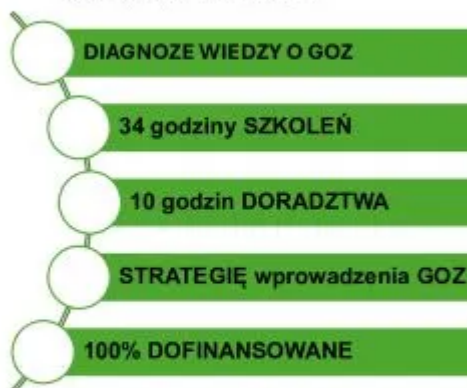 DIAGNOZE WIEDZY O GOZ
34 godziny SZKOLEŃ
10 godzin DORADZTWA
STRATEGIĘ wprowadzenia GOZ
100% DOFINANSOWANE